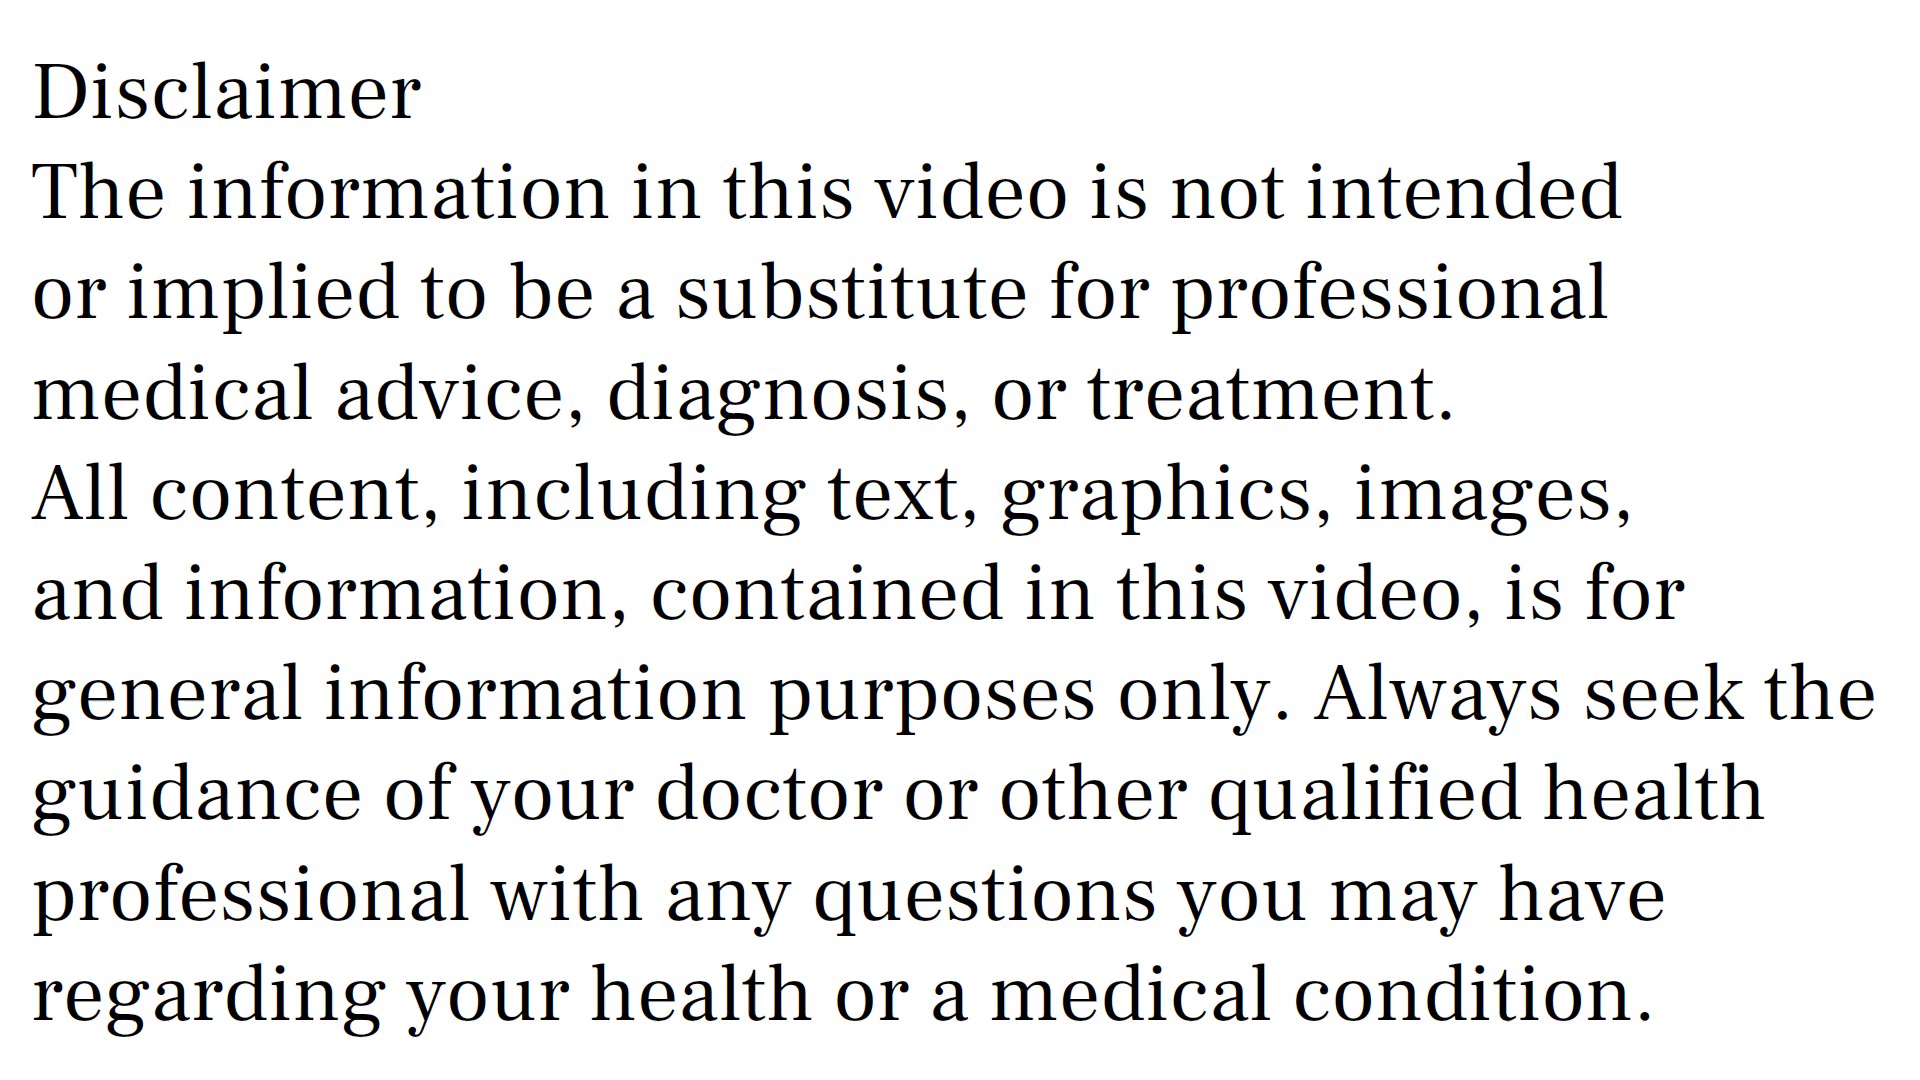 Disclaimer
The information in this video is not intended
or implied to be a substitute for professional
medical advice, diagnosis, or treatment.
All content, including text, graphics, images,
and information, contained in this video, is for
general information purposes only. Always seek the
guidance of your doctor or other qualified health
professional with any questions you may have
regarding your health or a medical condition.